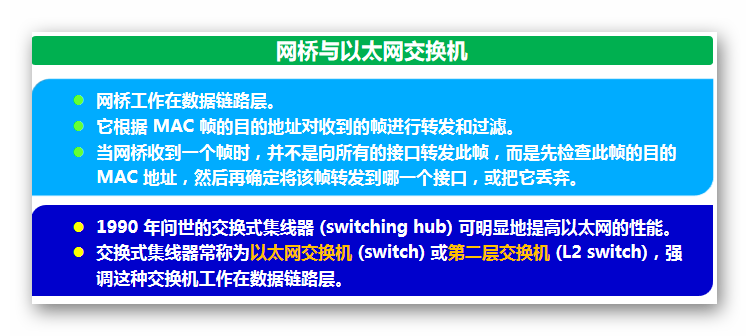 网桥与以太网交换机
网桥工作在数据链路层。
它根据 MAC 帧的目的地址对收到的帧进行转发和过滤。
当网桥收到一个帧时，并不是向所有的接口转发此帧，而是先检查此帧的目的
MAC 地址，然后再确定将该帧转发到哪一个接口，或把它丢弃。
1990 年问世的交换式集线器 (switching hub) 可明显地提高以太网的性能。
交换式集线器常称为以太网交换机 (switch) 或第二层交换机 (L2 switch)，强
调这种交换机工作在数据链路层。